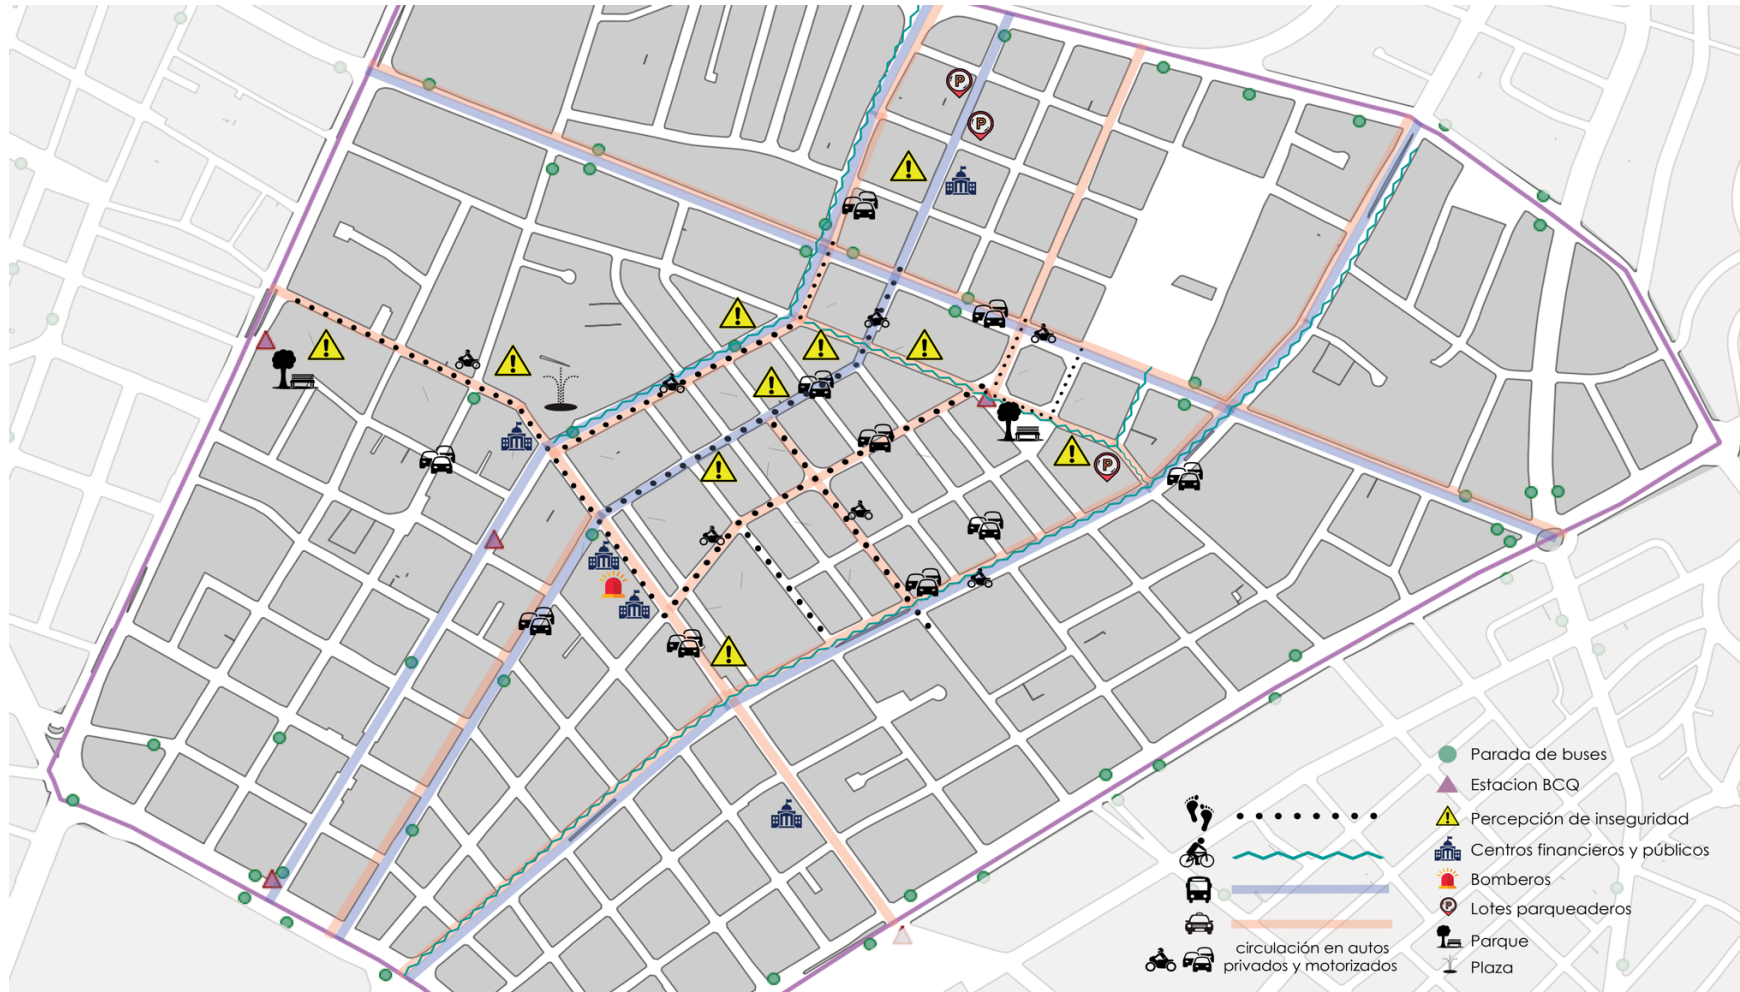 P
P
P
Parada de buses
Estacion BCQ
Percepción de inseguridad
Centros financieros y públicos
Bomberos
P Lotes parqueaderos
Parque
Plaza
circulación en autos
privados y motorizados